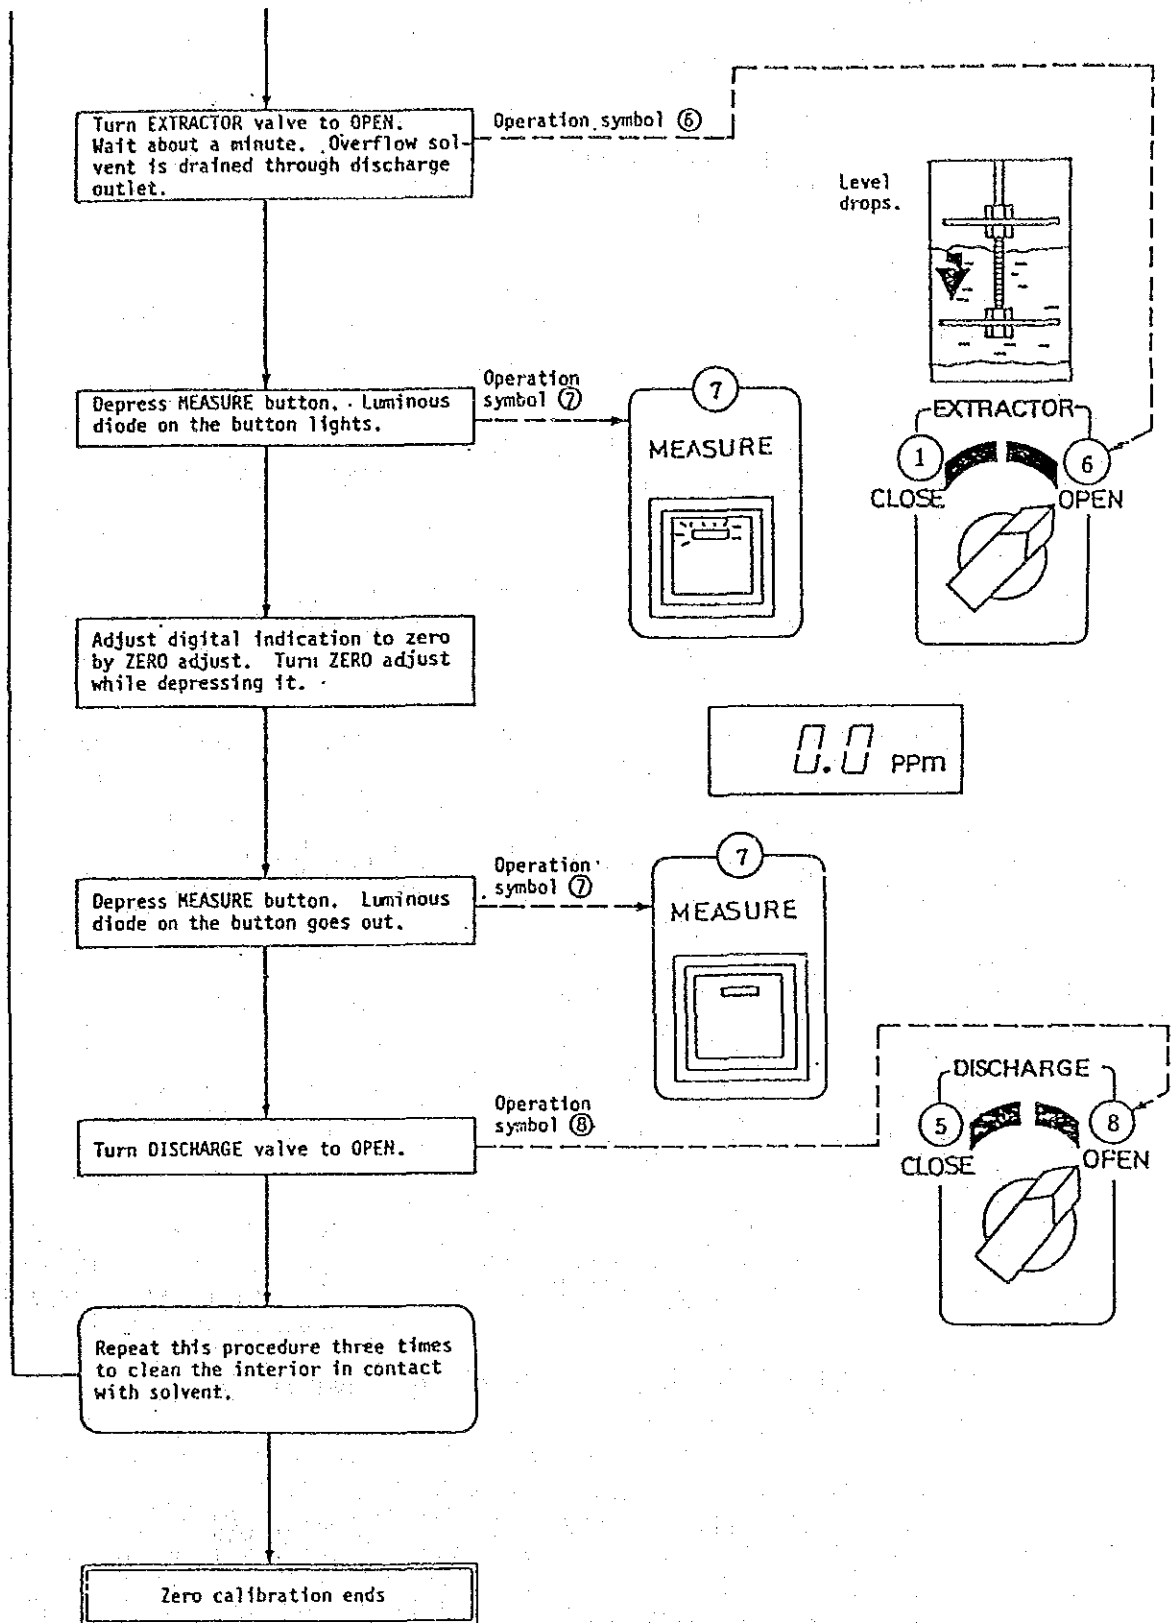 Turn EXTRACTOR valve to OPEN.
Wait about a minute. Overflow sol-
vent is drained through discharge
outlet.
Operation symbol ⑥
Level
drops.
EXTRACTOR
1
6
CLOSE
OPEN
Depress MEASURE button. Luminous
diode on the button lights.
Operation
symbol ⑦
7
MEASURE
Adjust digital indication to zero
by ZERO adjust. Turn ZERO adjust
while depressing it.
0.0 PPm
Depress MEASURE button. Luminous
diode on the button goes out.
Operation
symbol ⑦
7
MEASURE
Turn DISCHARGE valve to OPEN.
Operation
symbol ⑧
DISCHARGE
5
8
CLOSE
OPEN
Repeat this procedure three times
to clean the interior in contact
with solvent.
Zero calibration ends